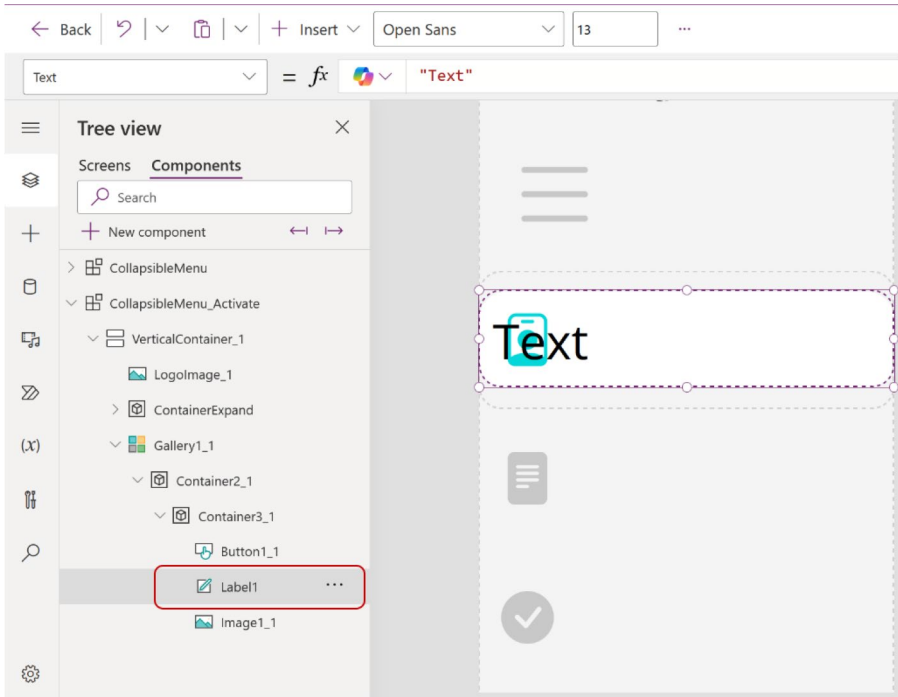 Back Insert Open Sans 13 ...
Text = fx "Text"
Tree view
Screens Components
Search
New component
CollapsibleMenu
CollapsibleMenu_Activate
VerticalContainer_1
LogoImage_1
ContainerExpand
(x) Gallery1_1
Container2_1
Container3_1
Button1_1
Label1 ...
Image1_1
Text